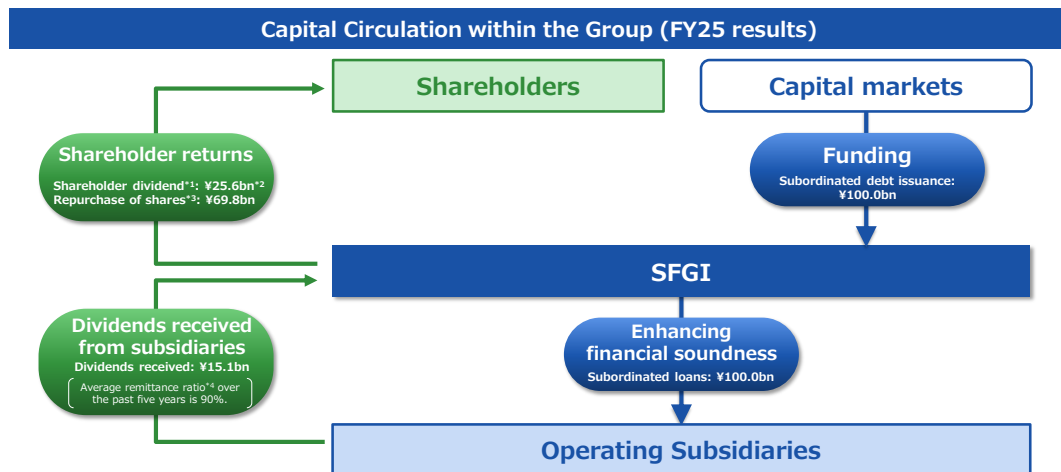 Capital Circulation within the Group (FY25 results)
Shareholders
Capital markets
Shareholder returns
Shareholder dividend*1: ¥25.6bn*2
Repurchase of shares*3: ¥69.8bn
Funding
Subordinated debt issuance:
¥100.0bn
SFGI
Dividends received
from subsidiaries
Dividends received: ¥15.1bn
Average remittance ratio*4 over
the past five years is 90%.
Enhancing
financial soundness
Subordinated loans: ¥100.0bn
Operating Subsidiaries